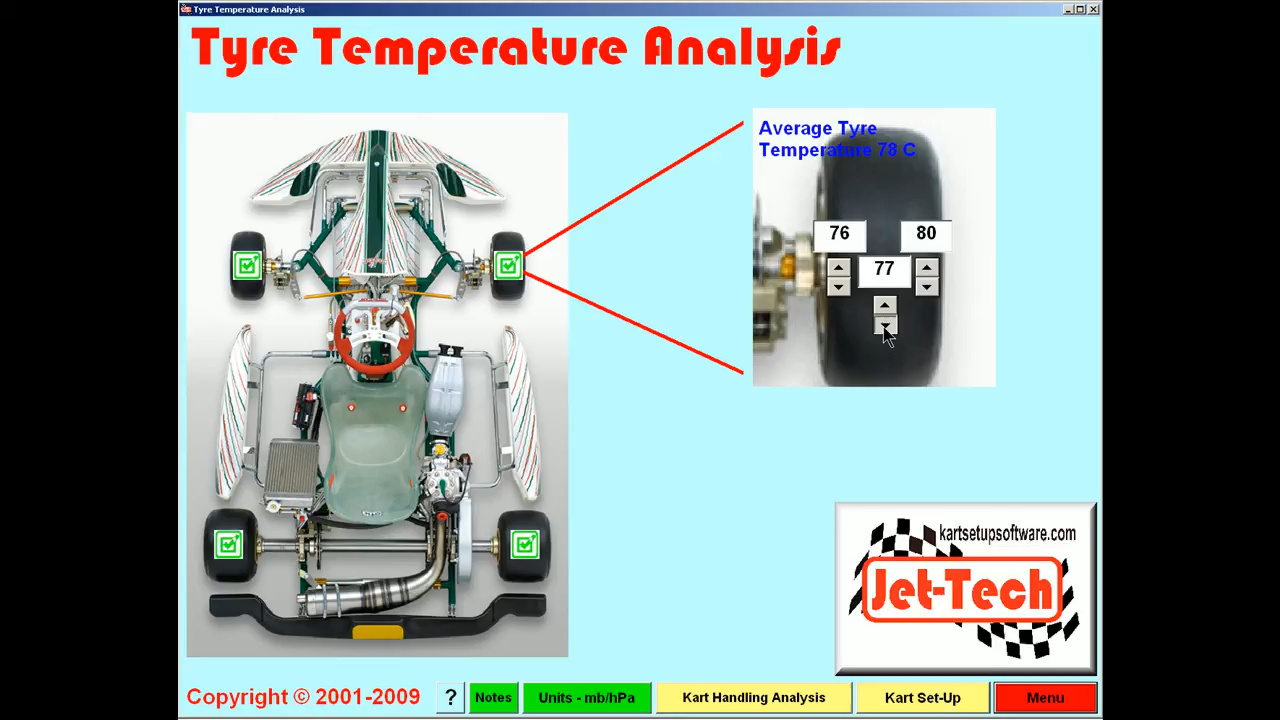 Tyre Temperature Analysis
Tyre Temperature Analysis
Average Tyre
Temperature 78 C
76
80
77
kartsetupsoftware.com
Jet-Tech
Copyright © 2001-2009
?
Notes
Units - mb/hPa
Kart Handling Analysis
Kart Set-Up
Menu